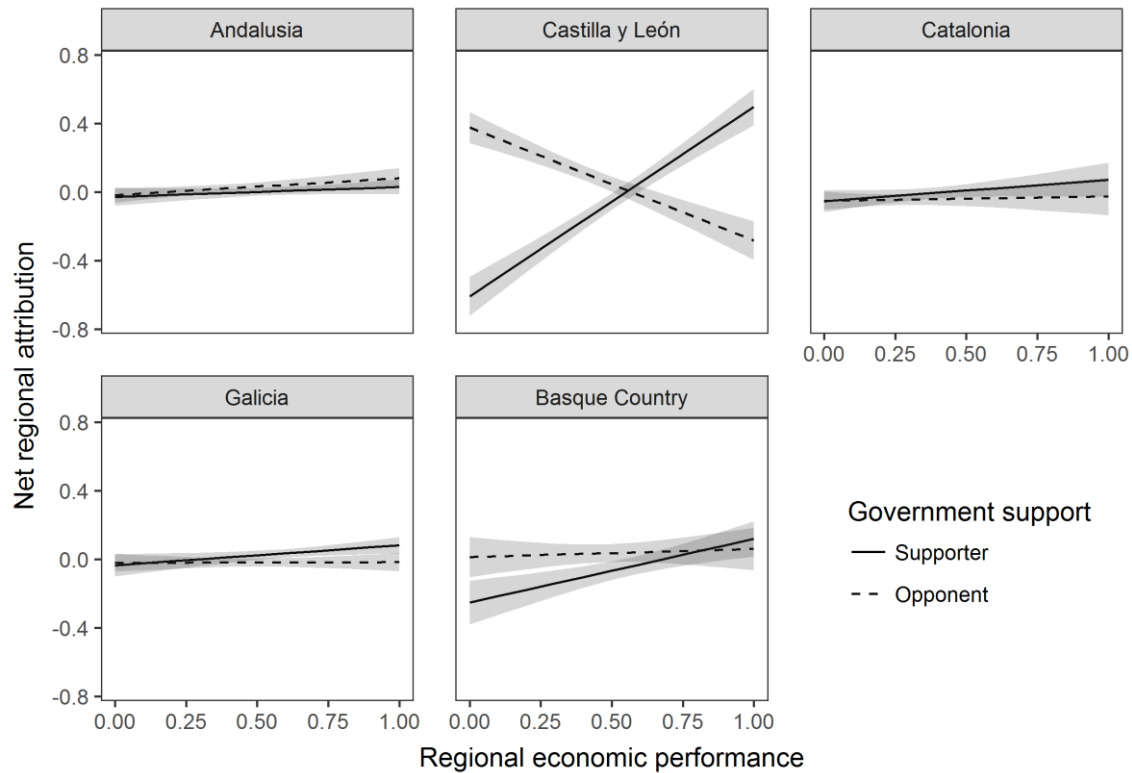 Andalusia
Castilla y León
Catalonia
0.8
0.4
0.0
-0.4
-0.8
0.00 0.25 0.50 0.75 1.00
Net regional attribution
Galicia
Basque Country
0.8
0.4
0.0
-0.4
-0.8
0.00 0.25 0.50 0.75 1.00
0.00 0.25 0.50 0.75 1.00
Regional economic performance
Government support
Supporter
Opponent